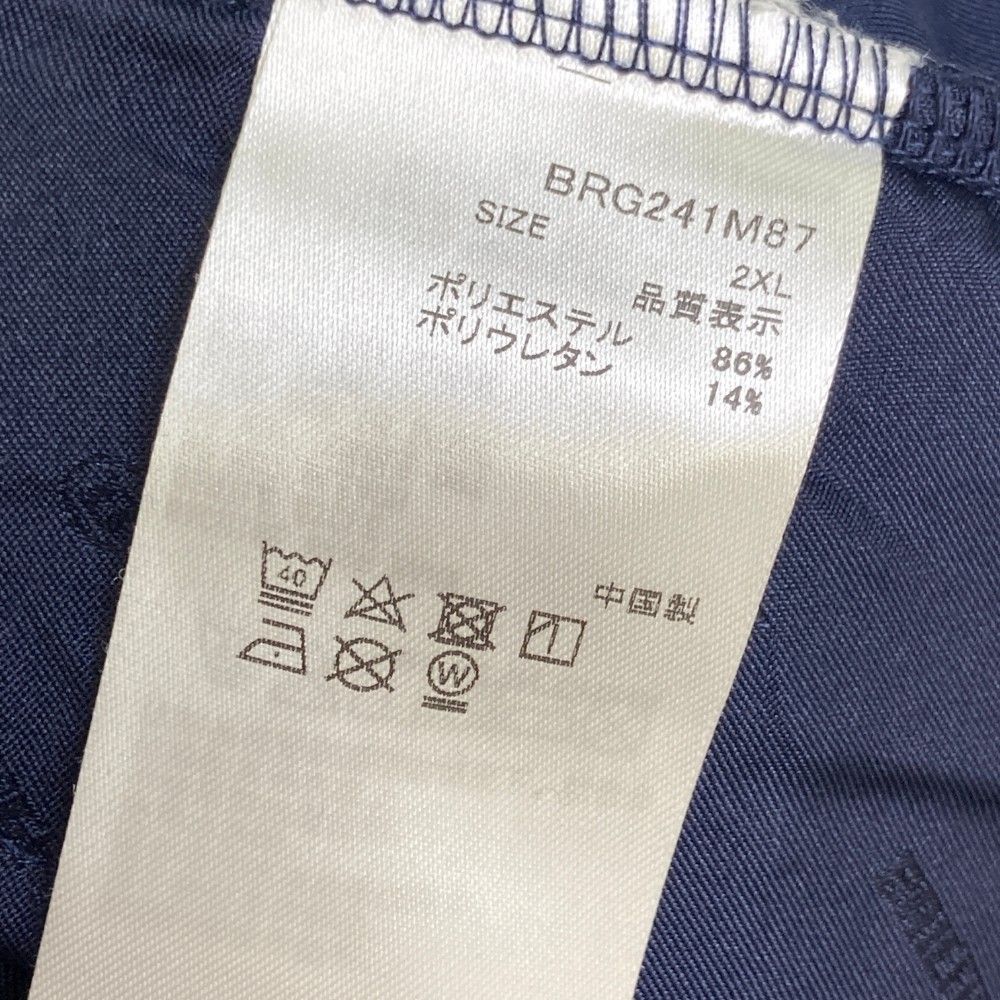 BRG241M87
SIZE 2XL
品質表示
ポリエステル 86%
ポリウレタン 14%
中国製
40
W